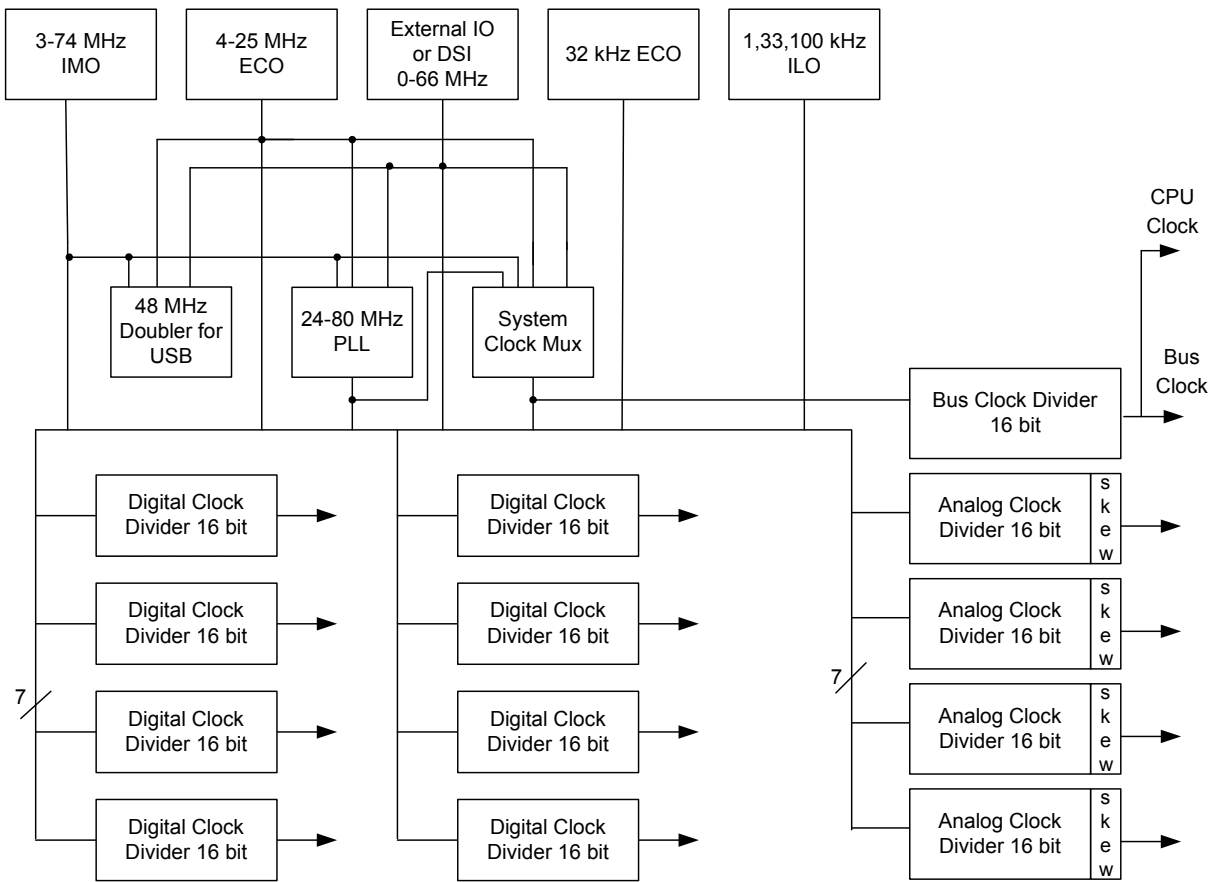 3-74 MHz
IMO
4-25 MHz
ECO
External IO
or DSI
0-66 MHz
32 kHz ECO
1,33,100 kHz
ILO
CPU
Clock
48 MHz
Doubler for
USB
24-80 MHz
PLL
System
Clock Mux
Bus
Clock
Bus Clock Divider
16 bit
Digital Clock
Divider 16 bit
Digital Clock
Divider 16 bit
Analog Clock
Divider 16 bit
s
k
e
w
Digital Clock
Divider 16 bit
Digital Clock
Divider 16 bit
Analog Clock
Divider 16 bit
s
k
e
w
7
7
Digital Clock
Divider 16 bit
Digital Clock
Divider 16 bit
Analog Clock
Divider 16 bit
s
k
e
w
Digital Clock
Divider 16 bit
Digital Clock
Divider 16 bit
Analog Clock
Divider 16 bit
s
k
e
w